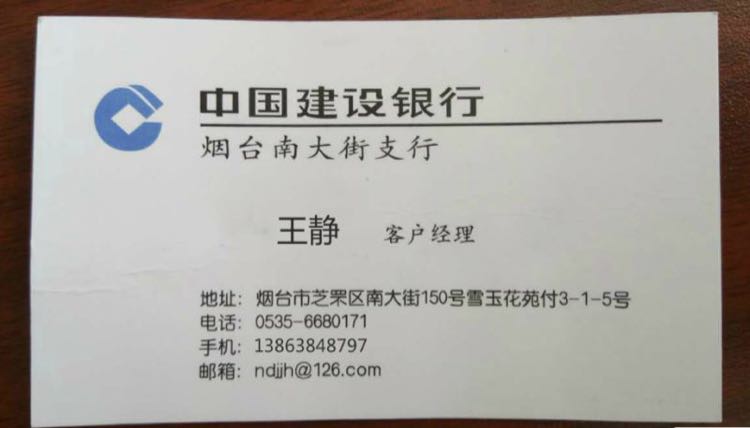 中国建设银行
烟台南大街支行
王静 客户经理
地址：烟台市芝罘区南大街150号雪玉花苑付3-1-5号
电话：0535-6680171
手机：13863848797
邮箱：ndjjh@126.com